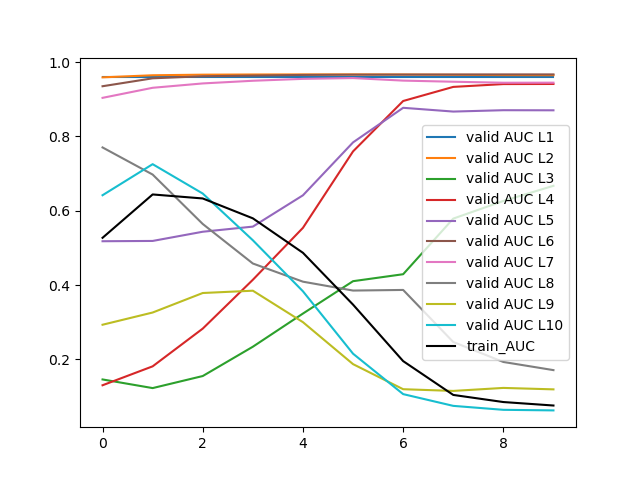 1.0
0.8
0.6
0.4
0.2
0 2 4 6 8
valid AUC L1
valid AUC L2
valid AUC L3
valid AUC L4
valid AUC L5
valid AUC L6
valid AUC L7
valid AUC L8
valid AUC L9
valid AUC L10
train_AUC